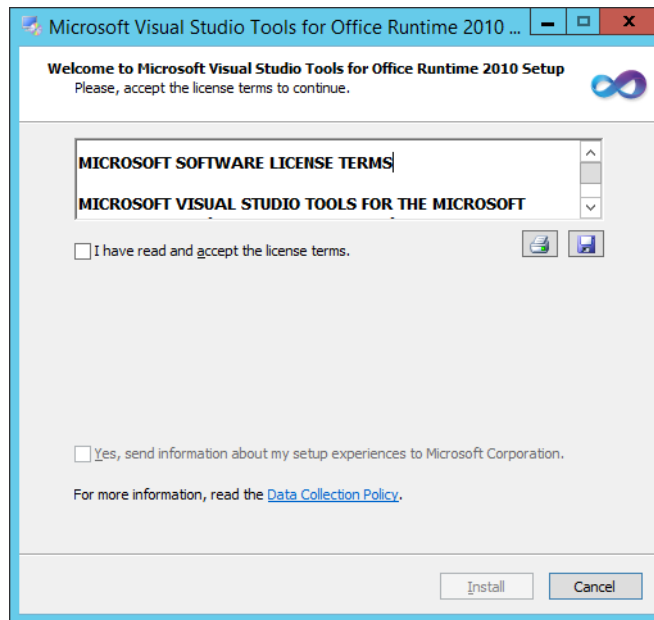 Microsoft Visual Studio Tools for Office Runtime 2010 ...
Welcome to Microsoft Visual Studio Tools for Office Runtime 2010 Setup
Please, accept the license terms to continue.
MICROSOFT SOFTWARE LICENSE TERMS
MICROSOFT VISUAL STUDIO TOOLS FOR THE MICROSOFT
I have read and accept the license terms.
Yes, send information about my setup experiences to Microsoft Corporation.
For more information, read the Data Collection Policy.
Install Cancel